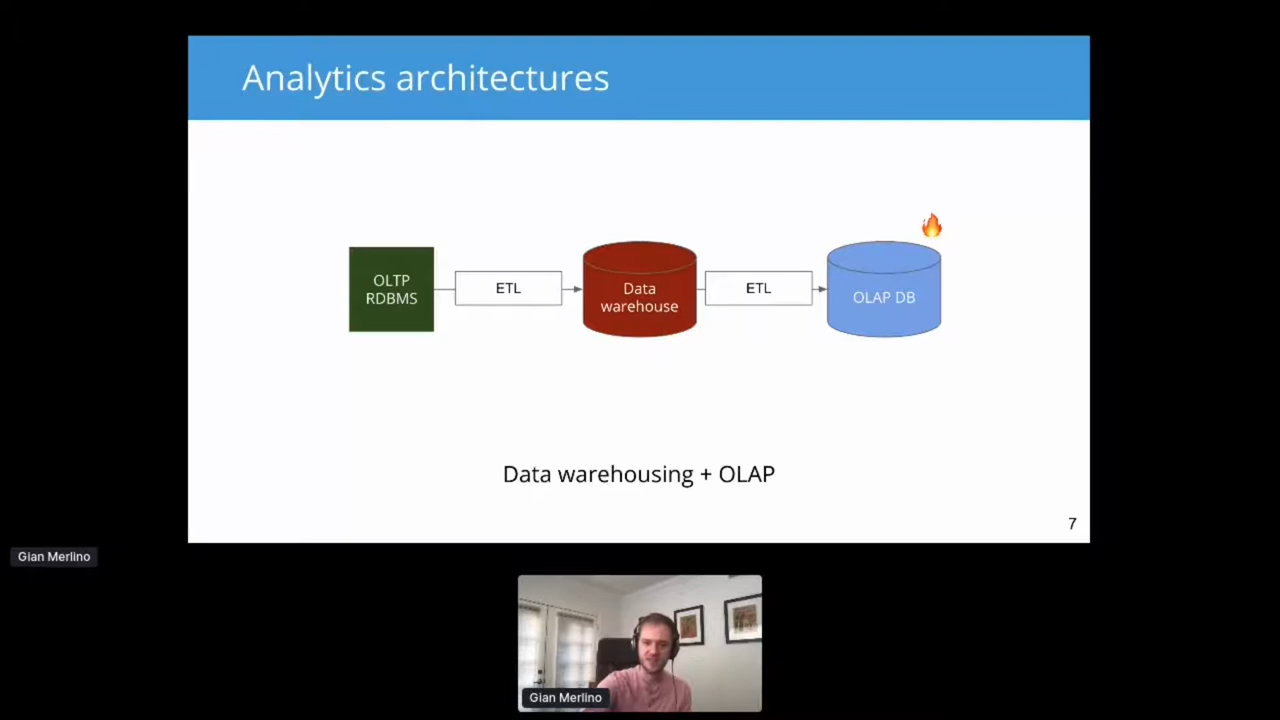 Analytics architectures
OLTP
RDBMS
ETL
Data
warehouse
ETL
OLAP DB
Data warehousing + OLAP
7
Gian Merlino
Gian Merlino